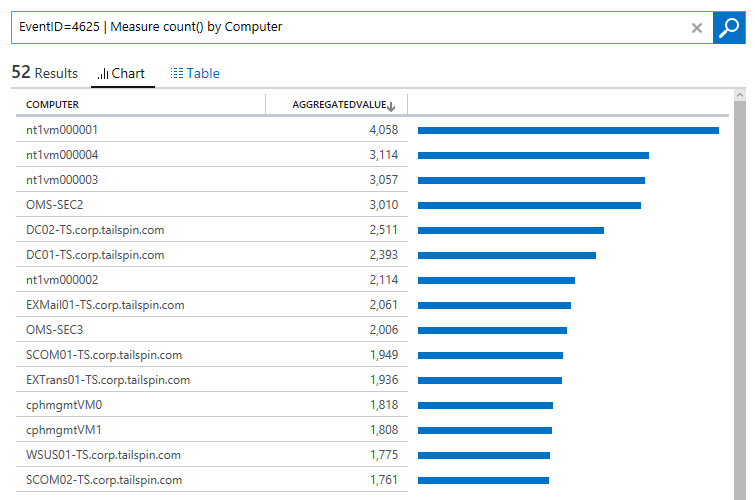 EventID=4625 | Measure count() by Computer
52 Results Chart Table
COMPUTER AGGREGATEDVALUE
nt1vm000001 4,058
nt1vm000004 3,114
nt1vm000003 3,057
OMS-SEC2 3,010
DC02-TS.corp.tailspin.com 2,511
DC01-TS.corp.tailspin.com 2,393
nt1vm000002 2,114
EXMail01-TS.corp.tailspin.com 2,061
OMS-SEC3 2,006
SCOM01-TS.corp.tailspin.com 1,949
EXTrans01-TS.corp.tailspin.com 1,936
cphmgmtVM0 1,818
cphmgmtVM1 1,808
WSUS01-TS.corp.tailspin.com 1,775
SCOM02-TS.corp.tailspin.com 1,761